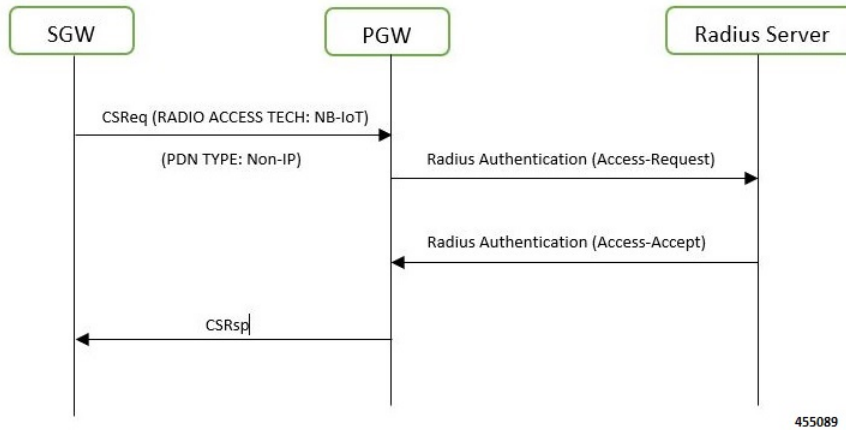 SGW
PGW
Radius Server
CSReq (RADIO ACCESS TECH: NB-IoT)
(PDN TYPE: Non-IP)
Radius Authentication (Access-Request)
Radius Authentication (Access-Accept)
CSRsp
455089